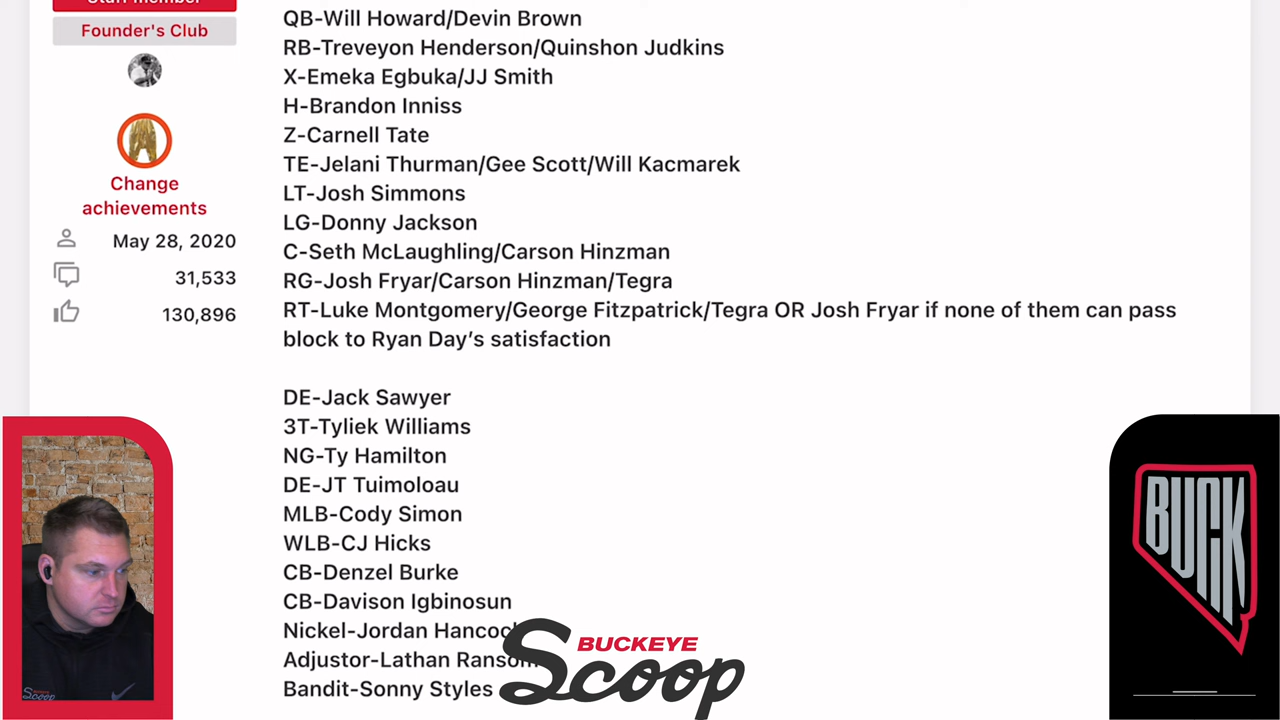 Staff member
Founder's Club
Change
achievements
May 28, 2020
31,533
130,896
QB-Will Howard/Devin Brown
RB-Treveyon Henderson/Quinshon Judkins
X-Emeka Egbuka/JJ Smith
H-Brandon Inniss
Z-Carnell Tate
TE-Jelani Thurman/Gee Scott/Will Kacmarek
LT-Josh Simmons
LG-Donny Jackson
C-Seth McLaughling/Carson Hinzman
RG-Josh Fryar/Carson Hinzman/Tegra
RT-Luke Montgomery/George Fitzpatrick/Tegra OR Josh Fryar if none of them can pass
block to Ryan Day’s satisfaction
DE-Jack Sawyer
3T-Tyliek Williams
NG-Ty Hamilton
DE-JT Tuimoloau
MLB-Cody Simon
WLB-CJ Hicks
CB-Denzel Burke
CB-Davison Igbinosun
Nickel-Jordan Hancock
Adjustor-Lathan Ransom
Bandit-Sonny Styles
BUCKEYE
Scoop
BUCK
Scoop